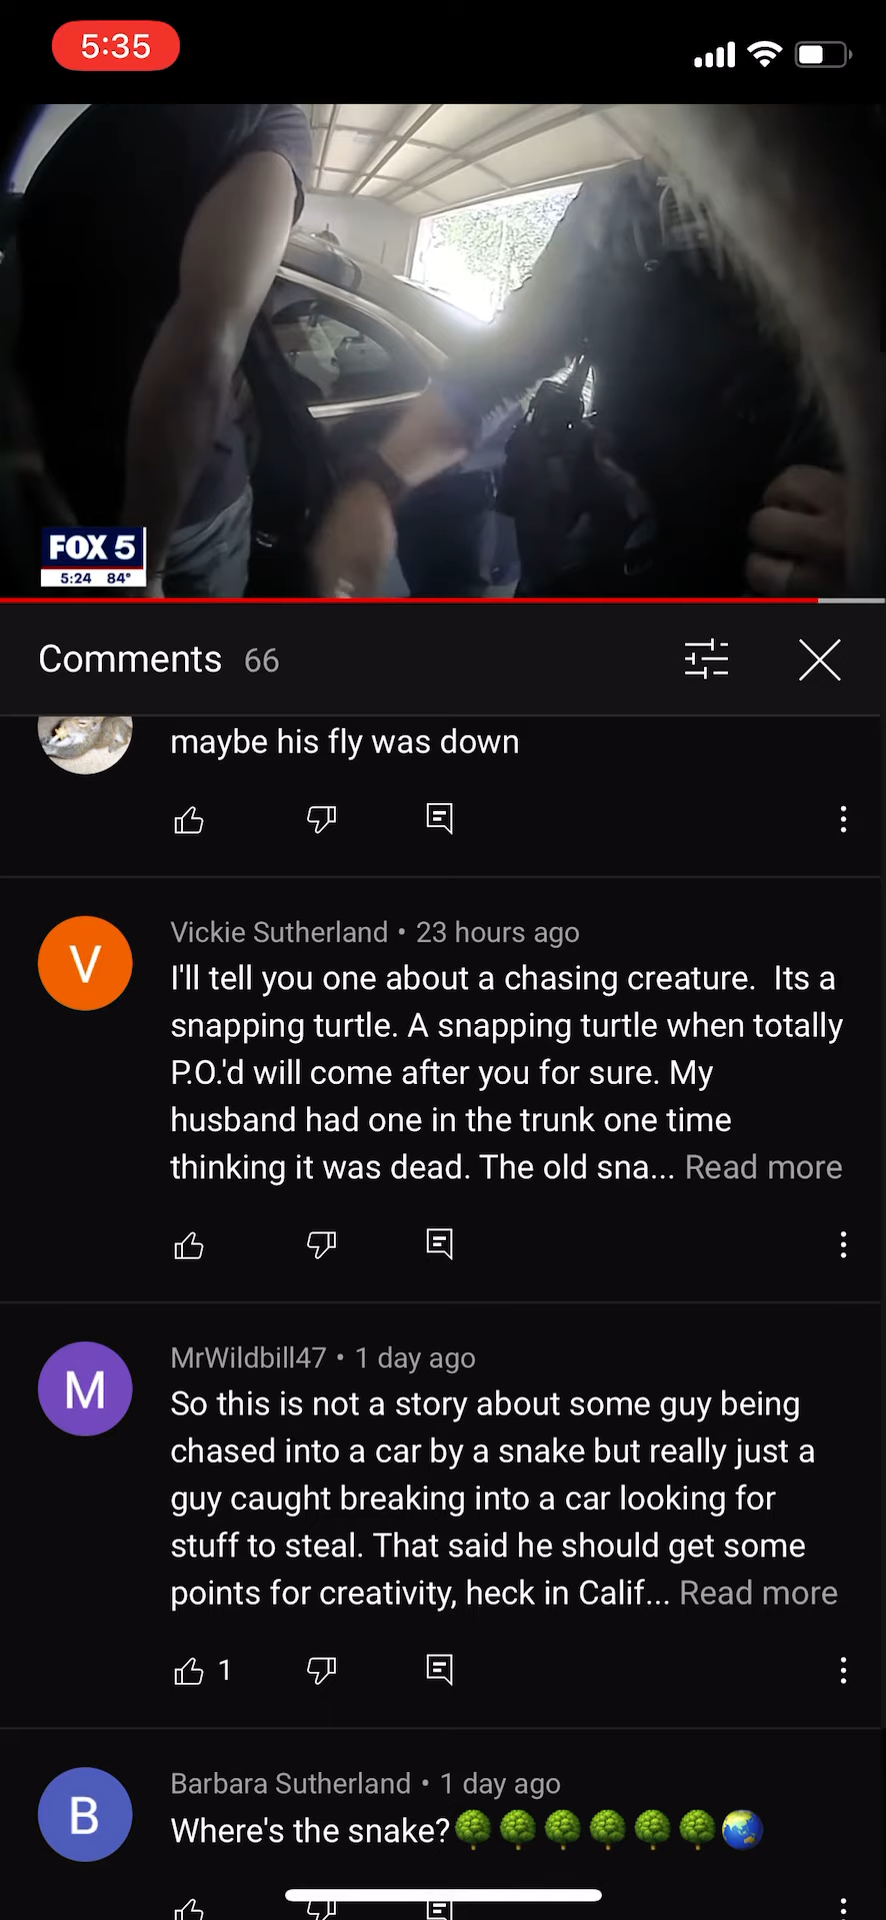 5:35
FOX 5
5:24 84°
Comments 66
maybe his fly was down
Vickie Sutherland • 23 hours ago
V
I'll tell you one about a chasing creature.  Its a
snapping turtle. A snapping turtle when totally
P.O.'d will come after you for sure. My
husband had one in the trunk one time
thinking it was dead. The old sna... Read more
MrWildbill47 • 1 day ago
M
So this is not a story about some guy being
chased into a car by a snake but really just a
guy caught breaking into a car looking for
stuff to steal. That said he should get some
points for creativity, heck in Calif... Read more
1
Barbara Sutherland • 1 day ago
B
Where's the snake?🌳🌳🌳🌳🌳🌳🌏